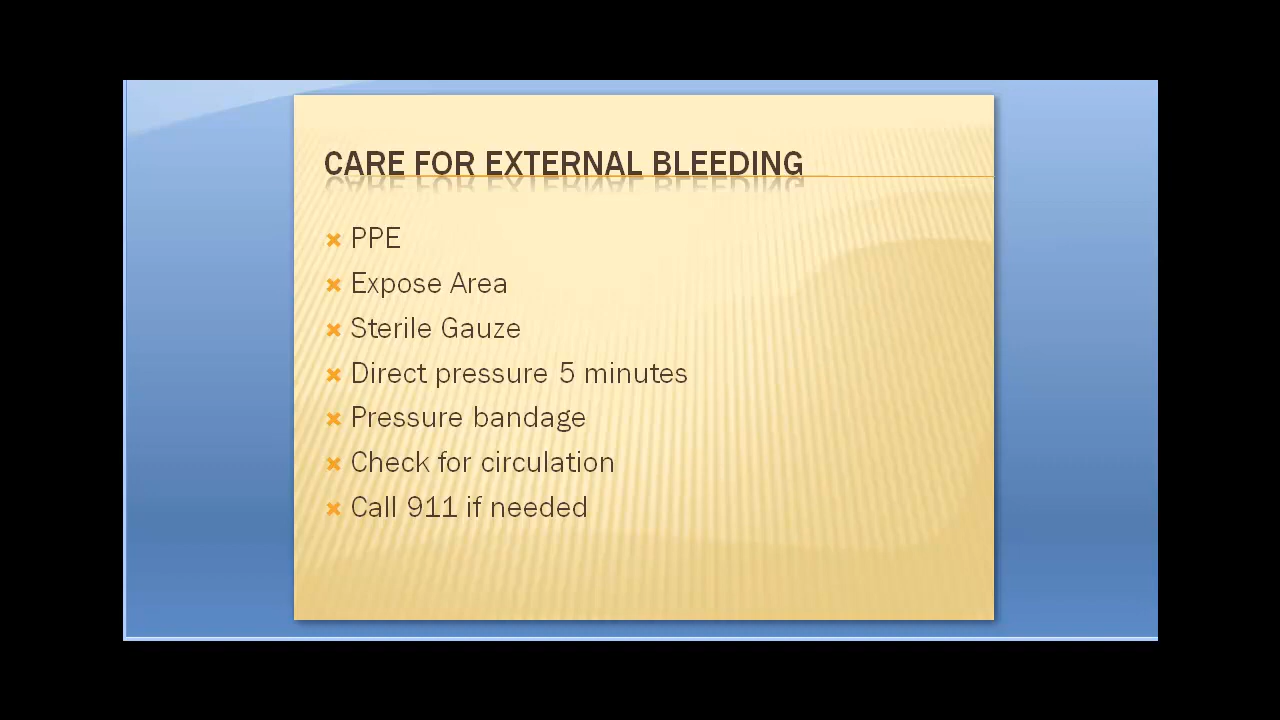 CARE FOR EXTERNAL BLEEDING
PPE
Expose Area
Sterile Gauze
Direct pressure 5 minutes
Pressure bandage
Check for circulation
Call 911 if needed